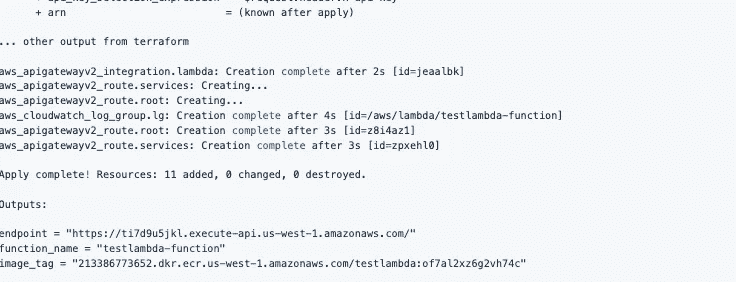 + arn = (known after apply)
... other output from terraform
aws_apigatewayv2_integration.lambda: Creation complete after 2s [id=jeaalbk]
aws_apigatewayv2_route.services: Creating...
aws_apigatewayv2_route.root: Creating...
aws_cloudwatch_log_group.lg: Creation complete after 4s [id=/aws/lambda/testlambda-function]
aws_apigatewayv2_route.root: Creation complete after 3s [id=z8i4az1]
aws_apigatewayv2_route.services: Creation complete after 3s [id=zpxehl0]
Apply complete! Resources: 11 added, 0 changed, 0 destroyed.
Outputs:
endpoint = "https://ti7d9u5jkl.execute-api.us-west-1.amazonaws.com/"
function_name = "testlambda-function"
image_tag = "213386773652.dkr.ecr.us-west-1.amazonaws.com/testlambda:of7al2xz6g2vh74c"